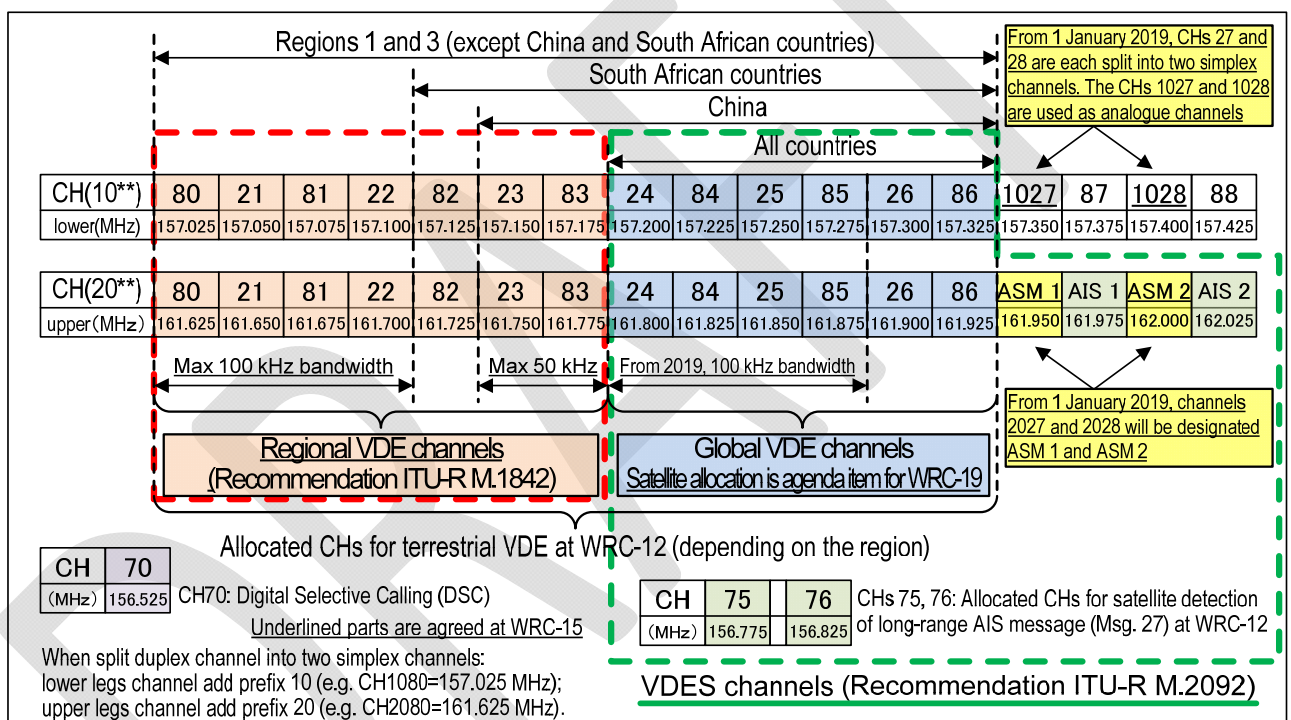 Regions 1 and 3 (except China and South African countries)
South African countries
China
All countries
From 1 January 2019, CHs 27 and
28 are each split into two simplex
channels. The CHs 1027 and 1028
are used as analogue channels
CH(10**) 80 21 81 22 82 23 83 24 84 25 85 26 86 1027 87 1028 88
lower(MHz) 157.025 157.050 157.075 157.100 157.125 157.150 157.175 157.200 157.225 157.250 157.275 157.300 157.325 157.350 157.375 157.400 157.425
CH(20**) 80 21 81 22 82 23 83 24 84 25 85 26 86 ASM 1 AIS 1 ASM 2 AIS 2
upper(MHz) 161.625 161.650 161.675 161.700 161.725 161.750 161.775 161.800 161.825 161.850 161.875 161.900 161.925 161.950 161.975 162.000 162.025
Max 100 kHz bandwidth Max 50 kHz From 2019, 100 kHz bandwidth
From 1 January 2019, channels
2027 and 2028 will be designated
ASM 1 and ASM 2
Regional VDE channels
(Recommendation ITU-R M.1842)
Global VDE channels
Satellite allocation is agenda item for WRC-19
Allocated CHs for terrestrial VDE at WRC-12 (depending on the region)
CH 70
(MHz) 156.525
CH70: Digital Selective Calling (DSC)
Underlined parts are agreed at WRC-15
CH 75 76
(MHz) 156.775 156.825
CHs 75, 76: Allocated CHs for satellite detection
of long-range AIS message (Msg. 27) at WRC-12
When split duplex channel into two simplex channels:
lower legs channel add prefix 10 (e.g. CH1080=157.025 MHz);
upper legs channel add prefix 20 (e.g. CH2080=161.625 MHz).
VDES channels (Recommendation ITU-R M.2092)
DRAFT